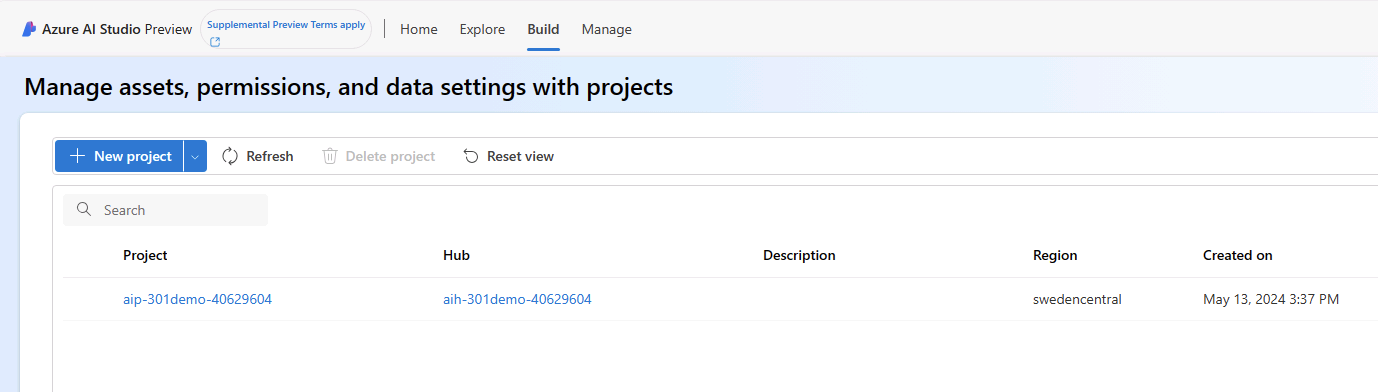 Azure AI Studio Preview Supplemental Preview Terms apply Home Explore Build Manage
Manage assets, permissions, and data settings with projects
New project Refresh Delete project Reset view
Search
Project Hub Description Region Created on
aip-301demo-40629604 aih-301demo-40629604 swedencentral May 13, 2024 3:37 PM